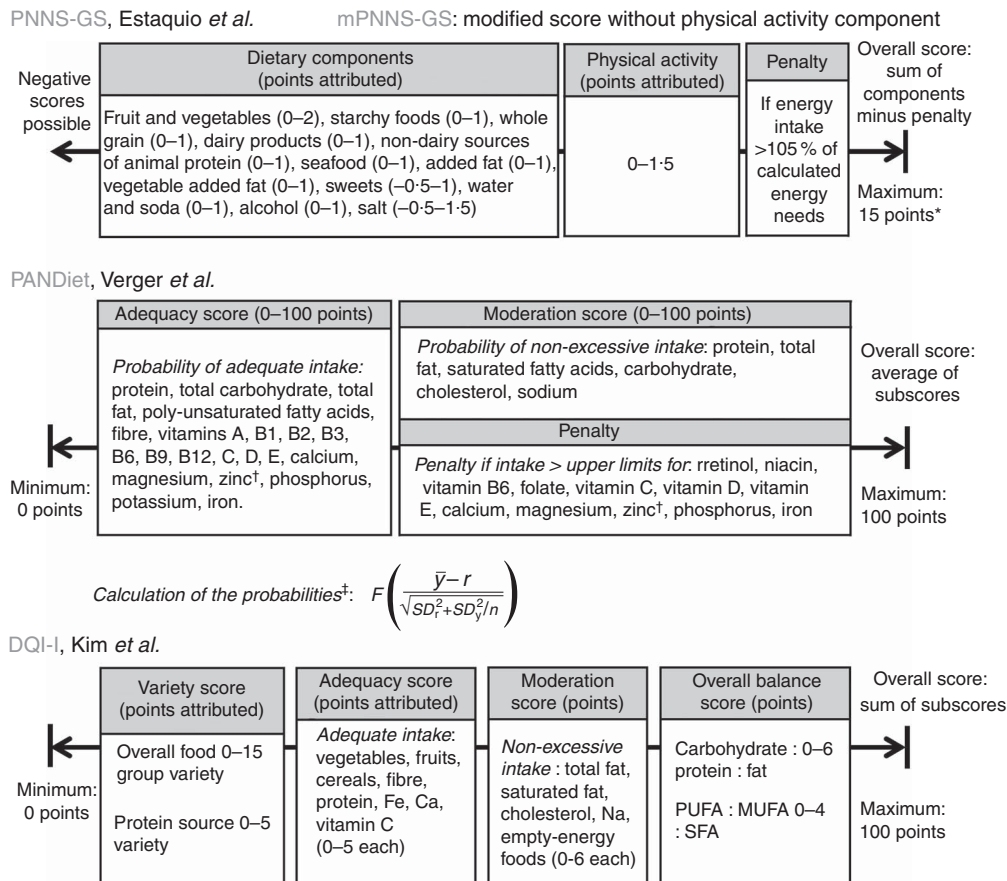 PNNS-GS, Estaquio et al.
mPNNS-GS: modified score without physical activity component
Negative
scores
possible
Dietary components
(points attributed)
Fruit and vegetables (0–2), starchy foods (0–1), whole
grain (0–1), dairy products (0–1), non-dairy sources
of animal protein (0–1), seafood (0–1), added fat (0–1),
vegetable added fat (0–1), sweets (–0·5–1), water
and soda (0–1), alcohol (0–1), salt (–0·5–1·5)
Physical activity
(points attributed)
0–1·5
Penalty
If energy
intake
>105 % of
calculated
energy
needs
Overall score:
sum of
components
minus penalty
Maximum:
15 points*
PANDiet, Verger et al.
Minimum:
0 points
Adequacy score (0–100 points)
Probability of adequate intake:
protein, total carbohydrate, total
fat, poly-unsaturated fatty acids,
fibre, vitamins A, B1, B2, B3,
B6, B9, B12, C, D, E, calcium,
magnesium, zinc†, phosphorus,
potassium, iron.
Moderation score (0–100 points)
Probability of non-excessive intake: protein, total
fat, saturated fatty acids, carbohydrate,
cholesterol, sodium
Penalty
Penalty if intake > upper limits for: rretinol, niacin,
vitamin B6, folate, vitamin C, vitamin D, vitamin
E, calcium, magnesium, zinc†, phosphorus, iron
Overall score:
average of
subscores
Maximum:
100 points
Calculation of the probabilities‡: F((ȳ – r)/√(SD²r + SD²y/n))
DQI-I, Kim et al.
Minimum:
0 points
Variety score
(points attributed)
Overall food 0–15
group variety
Protein source 0–5
variety
Adequacy score
(points attributed)
Adequate intake:
vegetables, fruits,
cereals, fibre,
protein, Fe, Ca,
vitamin C
(0–5 each)
Moderation
score (points)
Non-excessive
intake : total fat,
saturated fat,
cholesterol, Na,
empty-energy
foods (0-6 each)
Overall balance
score (points)
Carbohydrate : 0–6
protein : fat
PUFA : MUFA 0–4
: SFA
Overall score:
sum of subscores
Maximum:
100 points